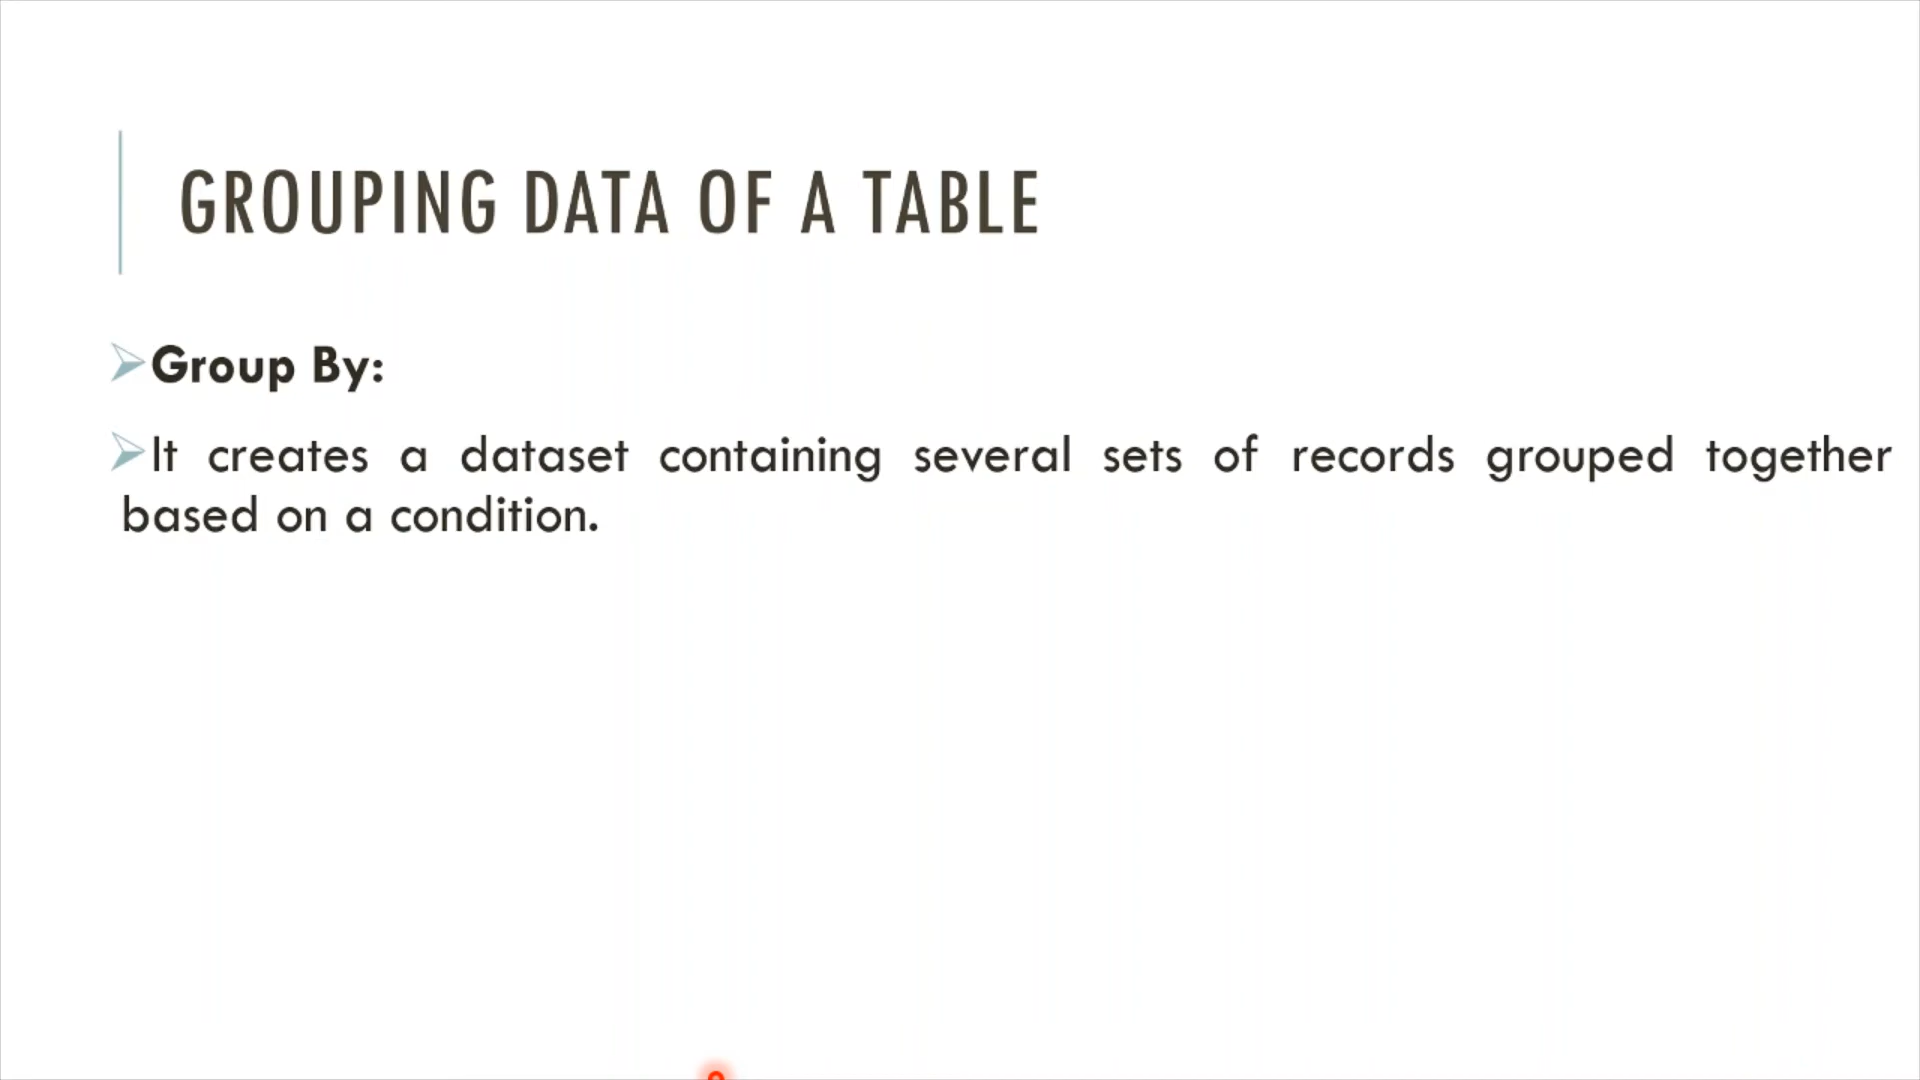 GROUPING DATA OF A TABLE
Group By:
It creates a dataset containing several sets of records grouped together
based on a condition.